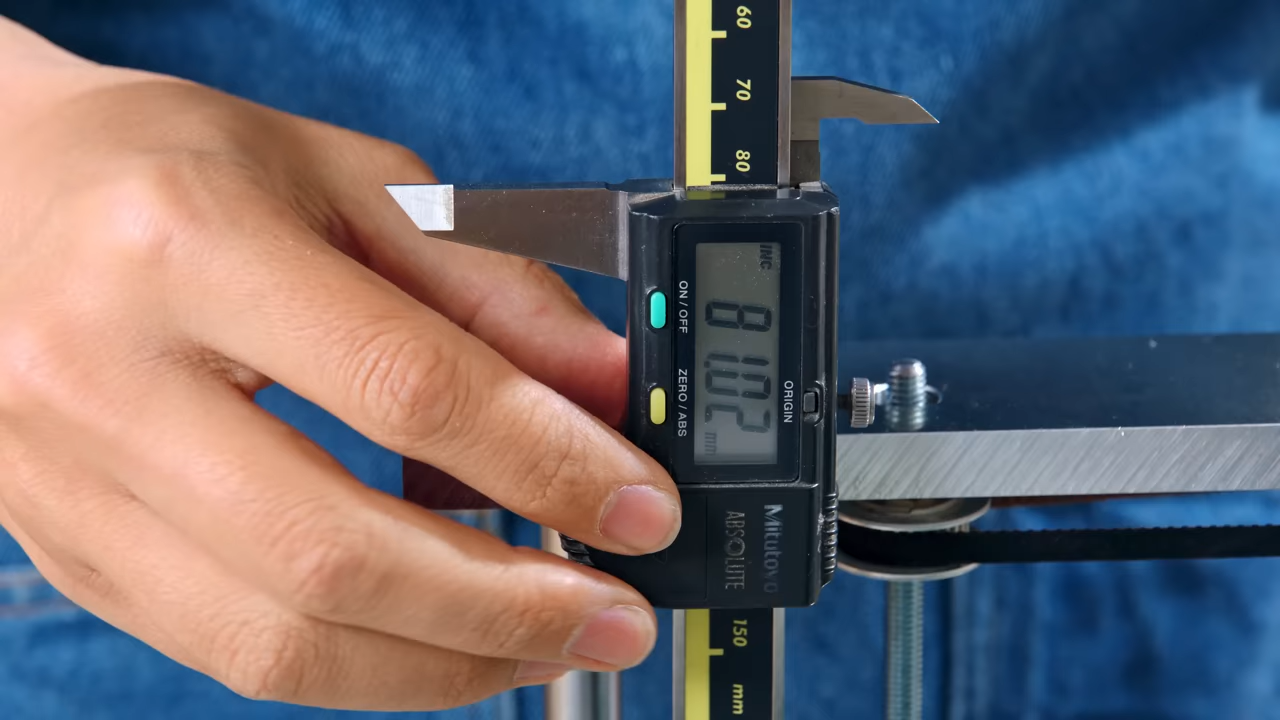 60
70
80
INC
81.02
mm
ON / OFF
ZERO / ABS
ORIGIN
Mitutoyo
ABSOLUTE
150
mm